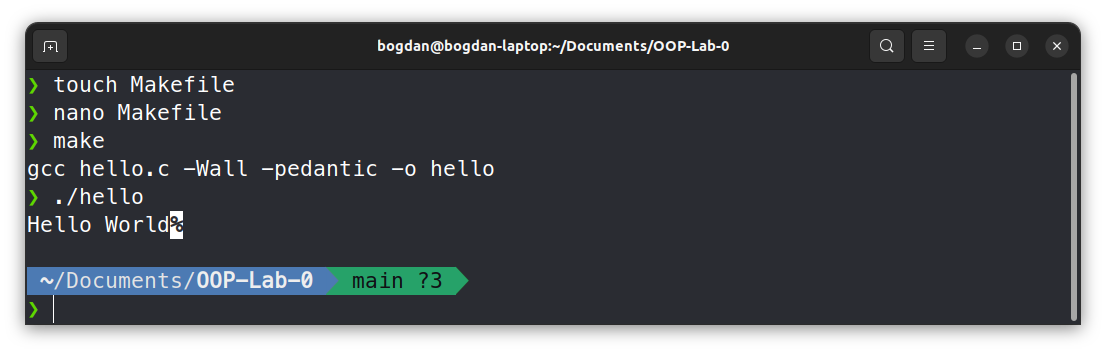 bogdan@bogdan-laptop:~/Documents/OOP-Lab-0
❯ touch Makefile
❯ nano Makefile
❯ make
gcc hello.c -Wall -pedantic -o hello
❯ ./hello
Hello World%
~/Documents/OOP-Lab-0 main ?3
❯